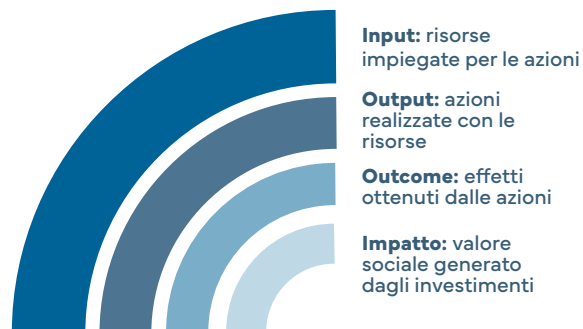 Input: risorse
impiegate per le azioni
Output: azioni
realizzate con le
risorse
Outcome: effetti
ottenuti dalle azioni
Impatto: valore
sociale generato
dagli investimenti